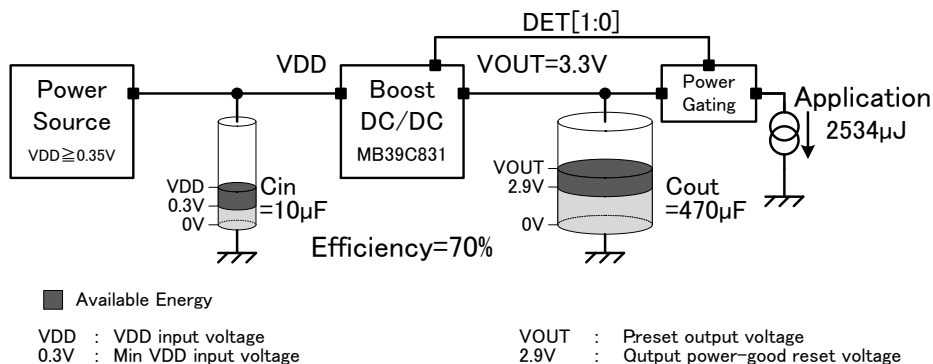 DET[1:0]
Power
Source
VDD≧0.35V
VDD
Boost
DC/DC
MB39C831
VOUT=3.3V
Power
Gating
Application
2534μJ
VDD
0.3V
0V
Cin
=10μF
Efficiency=70%
VOUT
2.9V
0V
Cout
=470μF
Available Energy
VDD : VDD input voltage
0.3V : Min VDD input voltage
VOUT : Preset output voltage
2.9V : Output power-good reset voltage